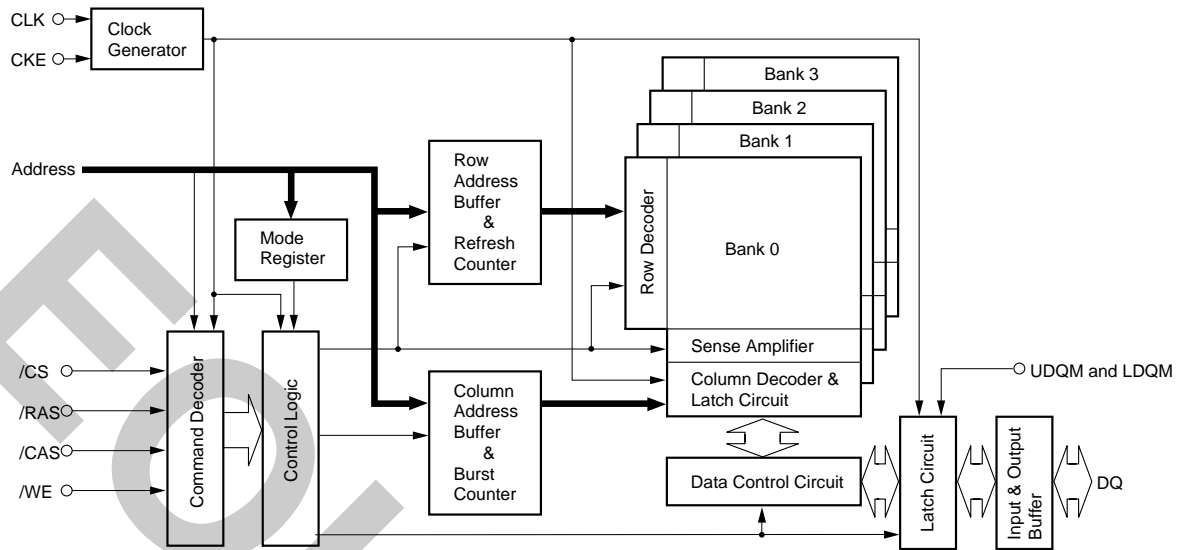 CLK
CKE
Clock
Generator
Bank 3
Bank 2
Bank 1
Address
Row
Address
Buffer
&
Refresh
Counter
Mode
Register
Row Decoder
Bank 0
Sense Amplifier
Column Decoder &
Latch Circuit
/CS
/RAS
/CAS
/WE
Command Decoder
Control Logic
Column
Address
Buffer
&
Burst
Counter
UDQM and LDQM
Data Control Circuit
Latch Circuit
Input & Output
Buffer
DQ
EO